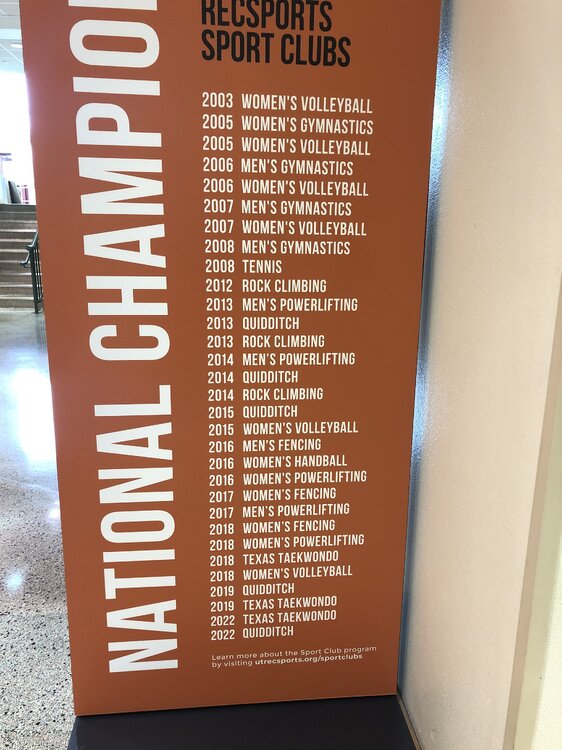 RECSPORTS
SPORT CLUBS
NATIONAL
2003 WOMEN'S VOLLEYBALL
2005 WOMEN'S GYMNASTICS
2005 WOMEN'S VOLLEYBALL
2006 MEN'S GYMNASTICS
2006 WOMEN'S VOLLEYBALL
2007 MEN'S GYMNASTICS
2007 WOMEN'S VOLLEYBALL
2008 MEN'S GYMNASTICS
2008 TENNIS
2012 ROCK CLIMBING
2013 MEN'S POWERLIFTING
2013 QUIDDITCH
2013 ROCK CLIMBING
2014 MEN'S POWERLIFTING
2014 QUIDDITCH
2014 ROCK CLIMBING
2015 QUIDDITCH
2015 WOMEN'S VOLLEYBALL
2016 MEN'S FENCING
2016 WOMEN'S HANDBALL
2016 WOMEN'S POWERLIFTING
2017 WOMEN'S FENCING
2017 MEN'S POWERLIFTING
2018 WOMEN'S FENCING
2018 WOMEN'S POWERLIFTING
2018 TEXAS TAEKWONDO
2018 WOMEN'S VOLLEYBALL
2019 QUIDDITCH
2019 TEXAS TAEKWONDO
2022 TEXAS TAEKWONDO
2022 QUIDDITCH
Learn more about the Sport Club program
by visiting utrecsports.org/sportclubs